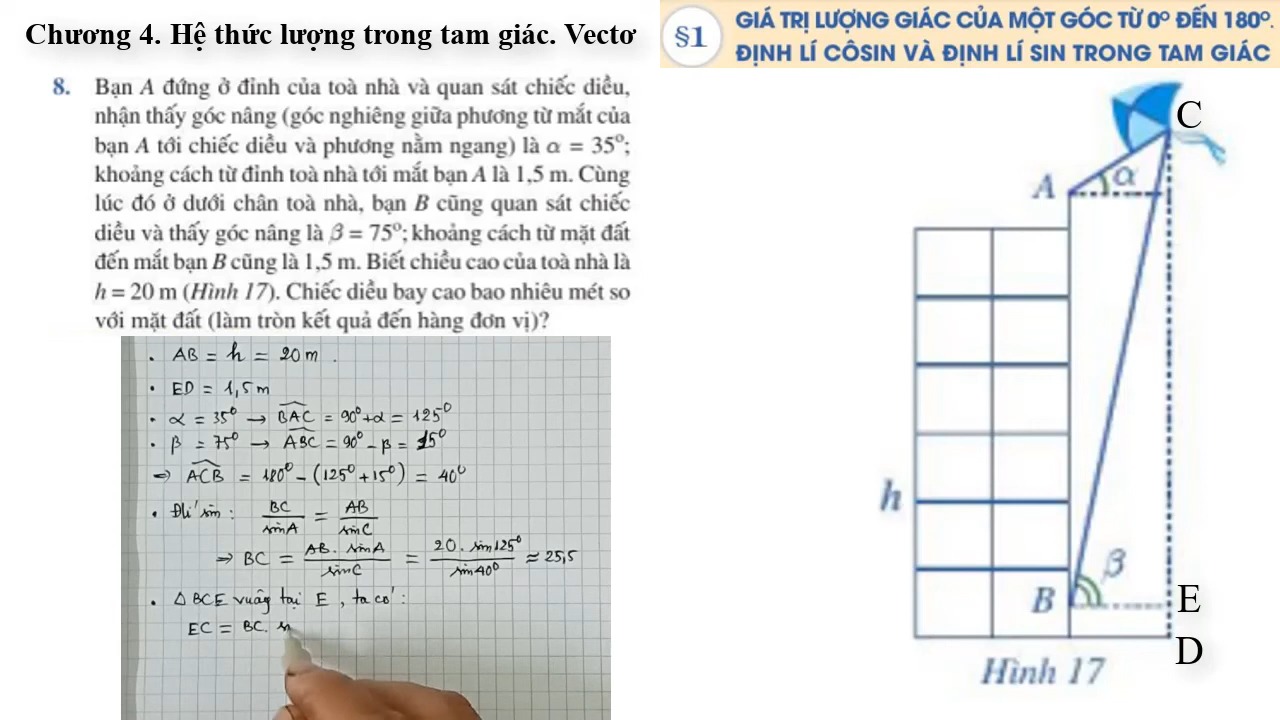 Chương 4. Hệ thức lượng trong tam giác. Vectơ
§1
GIÁ TRỊ LƯỢNG GIÁC CỦA MỘT GÓC TỪ 0° ĐẾN 180°.
ĐỊNH LÍ CÔSIN VÀ ĐỊNH LÍ SIN TRONG TAM GIÁC
8. Bạn A đứng ở đỉnh của toà nhà và quan sát chiếc diều,
nhận thấy góc nâng (góc nghiêng giữa phương từ mắt của
bạn A tới chiếc diều và phương nằm ngang) là α = 35°;
khoảng cách từ đỉnh toà nhà tới mắt bạn A là 1,5 m. Cùng
lúc đó ở dưới chân toà nhà, bạn B cũng quan sát chiếc
diều và thấy góc nâng là β = 75°; khoảng cách từ mặt đất
đến mắt bạn B cũng là 1,5 m. Biết chiều cao của toà nhà là
h = 20 m (Hình 17). Chiếc diều bay cao bao nhiêu mét so
với mặt đất (làm tròn kết quả đến hàng đơn vị)?
. AB = h = 20 m .
. ED = 1,5 m
. α = 35° → BAC = 90° + α = 125°
. β = 75° → ABC = 90° - β = 15°
⇒ ACB = 180° - (125° + 15°) = 40°
. Đlí sin : BC/sinA = AB/sinC
→ BC = AB. sinA/sinC = 20. sin125°/sin40° ≈ 25,5
. Δ BCE vuông tại E , ta có :
EC = BC.
C
A
α
h
β
B
E
D
Hình 17